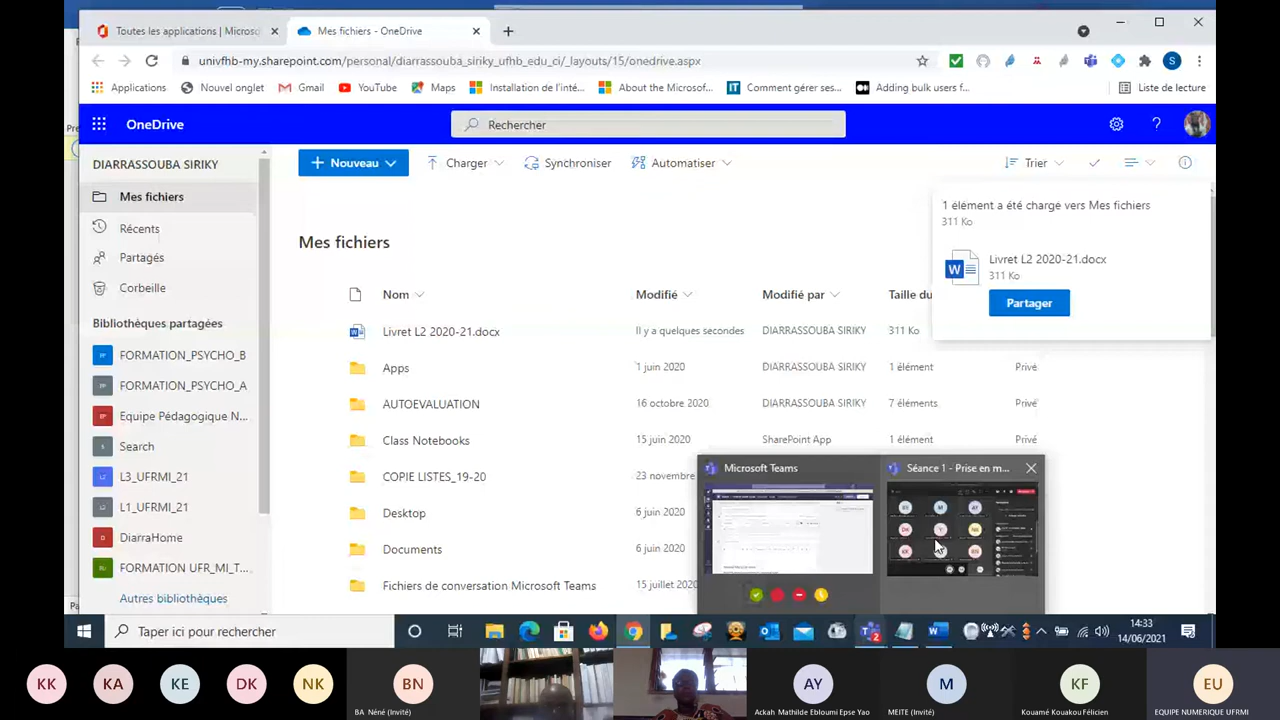 Toutes les applications | Microso
Mes fichiers - OneDrive
univfhb-my.sharepoint.com/personal/diarrassouba_siriky_ufhb_edu_ci/_layouts/15/onedrive.aspx
S
Applications
Nouvel onglet
Gmail
YouTube
Maps
Installation de l'inté...
About the Microsof...
Comment gérer ses...
Adding bulk users f...
Liste de lecture
OneDrive
Rechercher
DIARRASSOUBA SIRIKY
Nouveau
Charger
Synchroniser
Automatiser
Trier
Mes fichiers
Récents
Partagés
Corbeille
Bibliothèques partagées
FORMATION_PSYCHO_B
FORMATION_PSYCHO_A
Equipe Pédagogique N...
Search
L3_UFRMI_21
L1_UFRMI_21
DiarraHome
FORMATION UFR_MI_T...
Autres bibliothèques
Mes fichiers
Nom
Modifié
Modifié par
Taille du
Livret L2 2020-21.docx
Il y a quelques secondes
DIARRASSOUBA SIRIKY
311 Ko
Apps
1 juin 2020
DIARRASSOUBA SIRIKY
1 élément
Privé
AUTOEVALUATION
16 octobre 2020
DIARRASSOUBA SIRIKY
7 éléments
Privé
Class Notebooks
15 juin 2020
SharePoint App
1 élément
Privé
COPIE LISTES_19-20
23 novembre
Desktop
6 juin 2020
Documents
6 juin 2020
Fichiers de conversation Microsoft Teams
15 juillet 2020
1 élément a été chargé vers Mes fichiers
311 Ko
Livret L2 2020-21.docx
311 Ko
Partager
Microsoft Teams
Séance 1 - Prise en m...
Taper ici pour rechercher
14:33
14/06/2021
KK
KA
KE
DK
NK
BN
BA Néné (Invité)
AY
Ackah Mathilde Ebloumi Epse Yao
M
MEITE (Invité)
KF
Kouamé Kouakou Félicien
EU
EQUIPE NUMERIQUE UFRMI